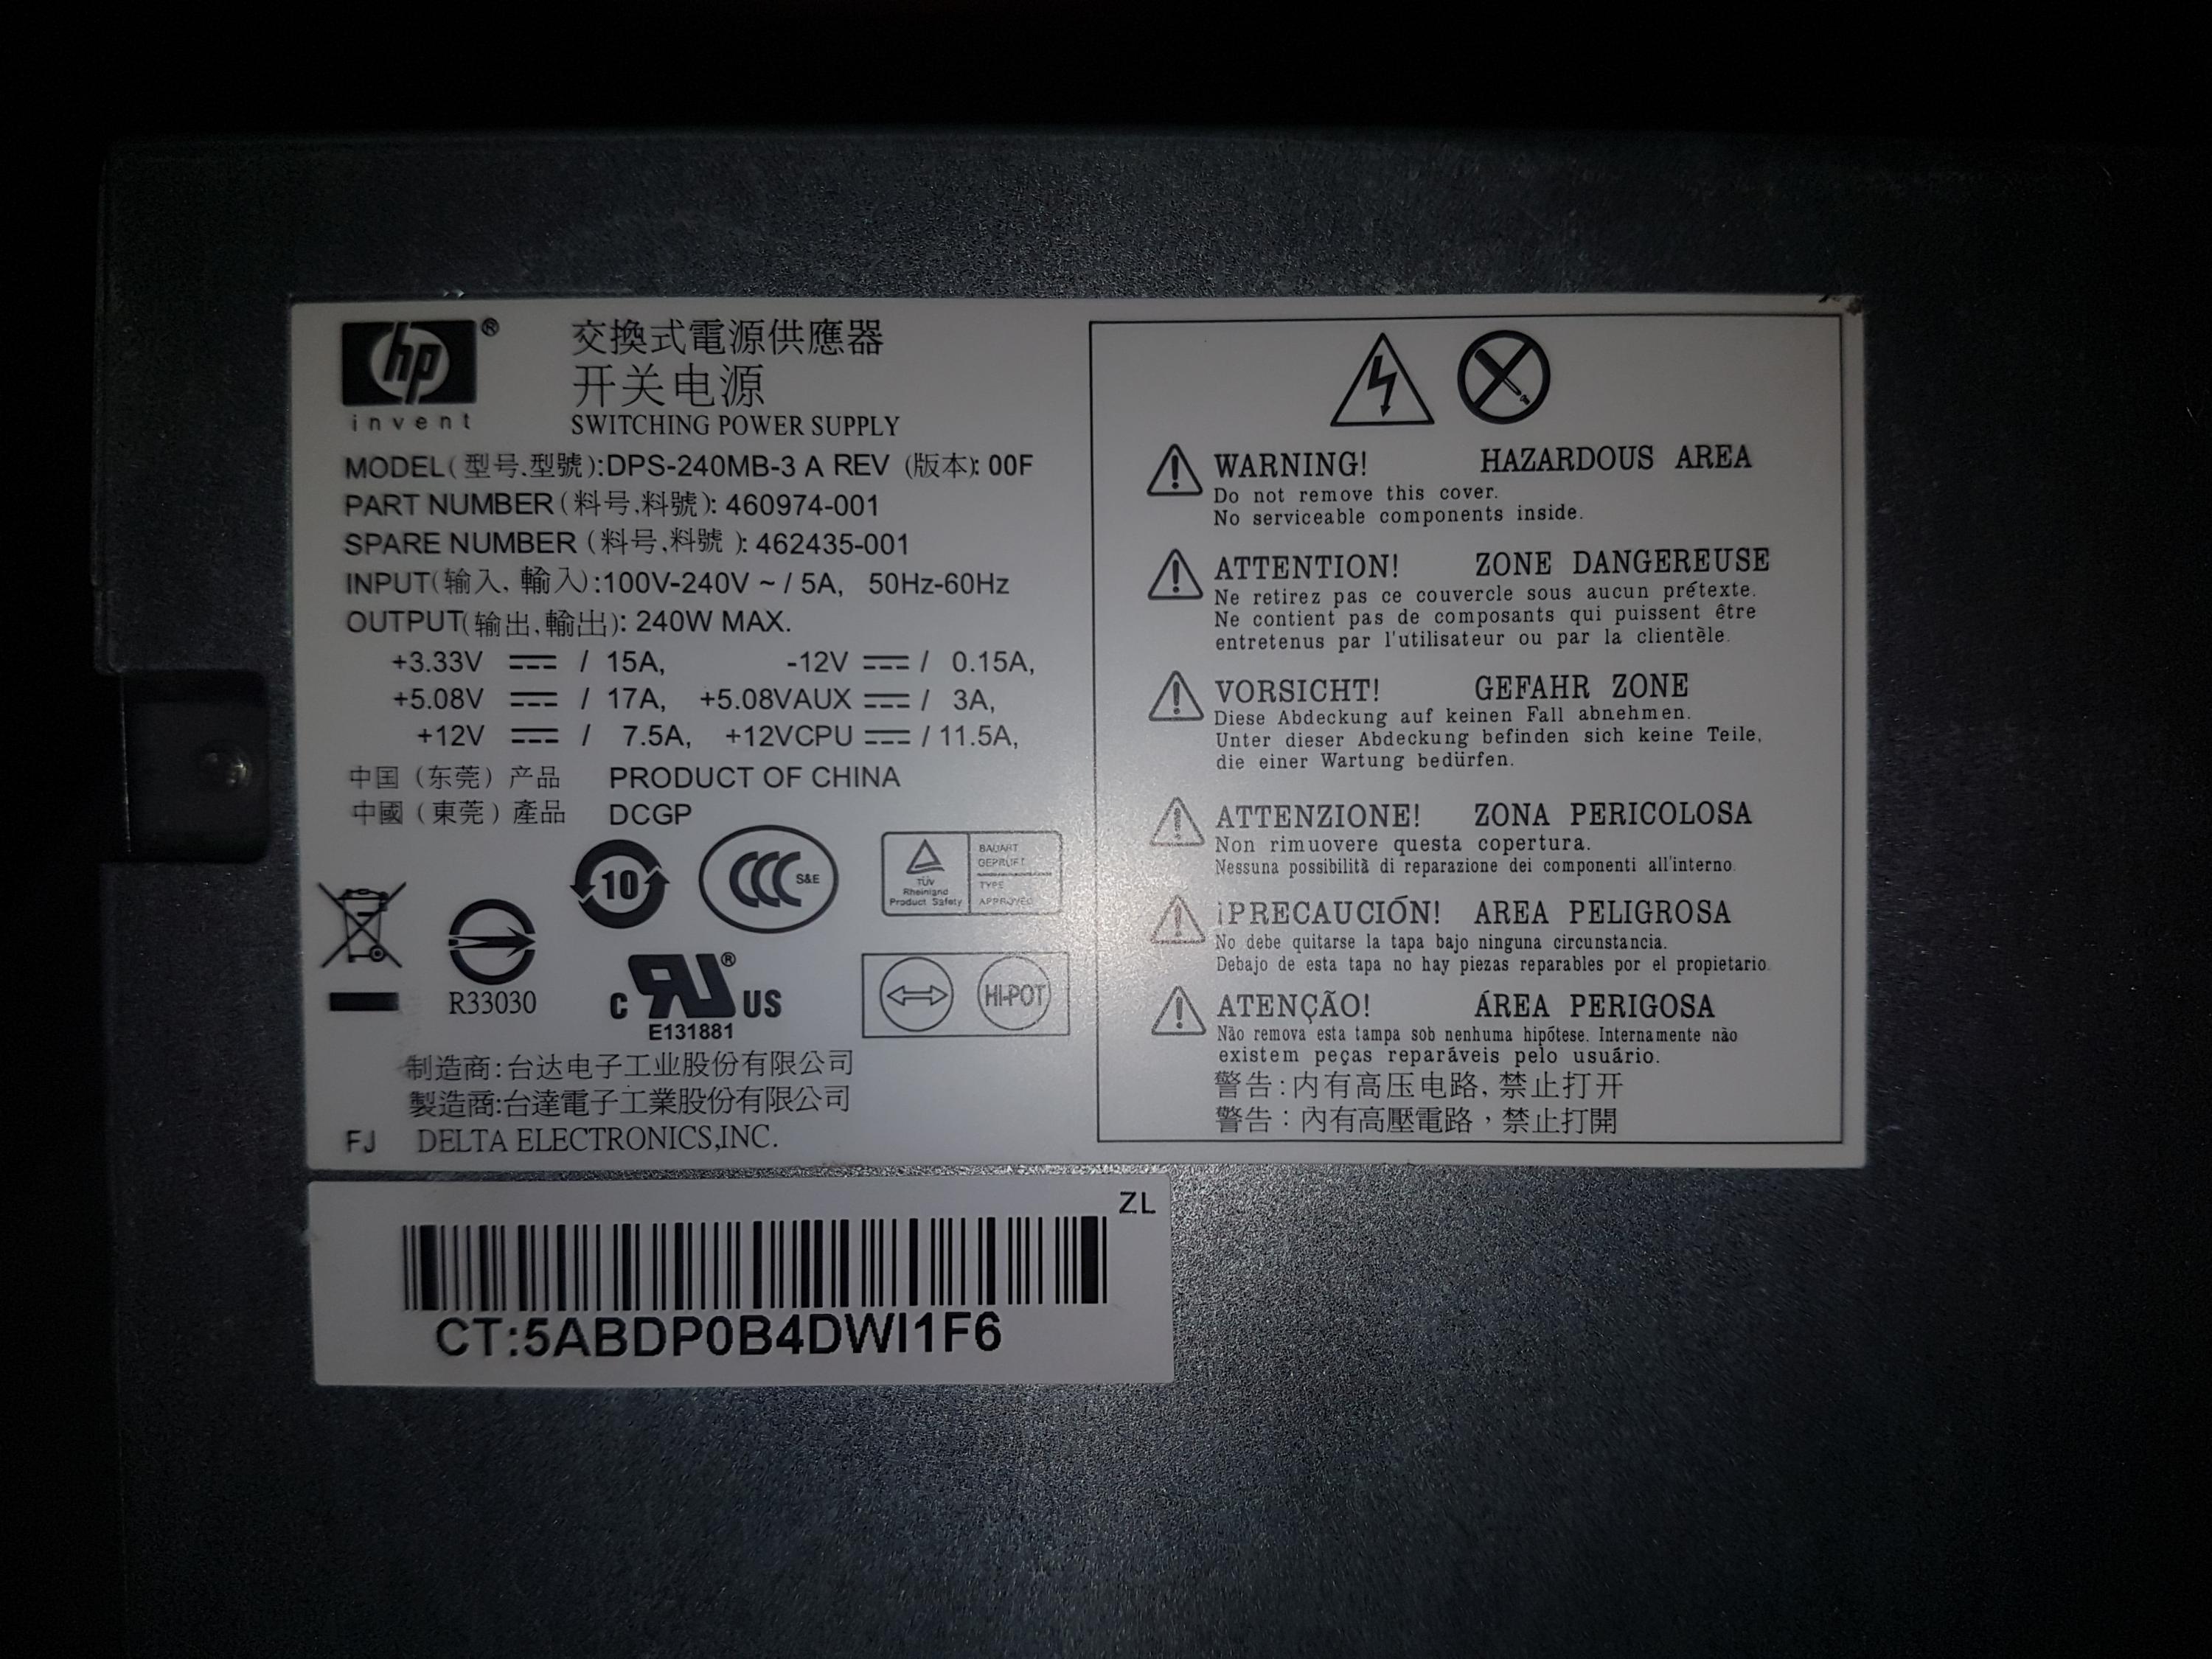 hp ®
invent
交換式電源供應器
开关电源
SWITCHING POWER SUPPLY
MODEL(型号.型號):DPS-240MB-3 A REV (版本): 00F
PART NUMBER(料号.料號): 460974-001
SPARE NUMBER (料号.料號 ): 462435-001
INPUT(输入, 輸入):100V-240V ~ / 5A, 50Hz-60Hz
OUTPUT(输出.輸出): 240W MAX.
+3.33V / 15A, -12V / 0.15A,
+5.08V / 17A, +5.08VAUX / 3A,
+12V / 7.5A, +12VCPU / 11.5A,
中国（东莞）产品 PRODUCT OF CHINA
中國（東莞）產品 DCGP
10
CCC S&E
TÜV
Rheinland
Product Safety
BAUART
GEPRÜFT
TYPE
APPROVED
R33030
C RU ® US
E131881
HI-POT
制造商:台达电子工业股份有限公司
製造商:台達電子工業股份有限公司
FJ DELTA ELECTRONICS,INC.
WARNING! HAZARDOUS AREA
Do not remove this cover.
No serviceable components inside.
ATTENTION! ZONE DANGEREUSE
Ne retirez pas ce couvercle sous aucun prétexte.
Ne contient pas de composants qui puissent être
entretenus par l'utilisateur ou par la clientèle.
VORSICHT! GEFAHR ZONE
Diese Abdeckung auf keinen Fall abnehmen.
Unter dieser Abdeckung befinden sich keine Teile,
die einer Wartung bedürfen.
ATTENZIONE! ZONA PERICOLOSA
Non rimuovere questa copertura.
Nessuna possibilità di reparazione dei componenti all'interno.
¡PRECAUCIÓN! AREA PELIGROSA
No debe quitarse la tapa bajo ninguna circunstancia.
Debajo de esta tapa no hay piezas reparables por el propietario.
ATENÇÃO! ÁREA PERIGOSA
Não remova esta tampa sob nenhuma hipótese. Internamente não
existem peças reparáveis pelo usuário.
警告:内有高压电路, 禁止打开
警告：內有高壓電路，禁止打開
ZL
CT:5ABDP0B4DWI1F6